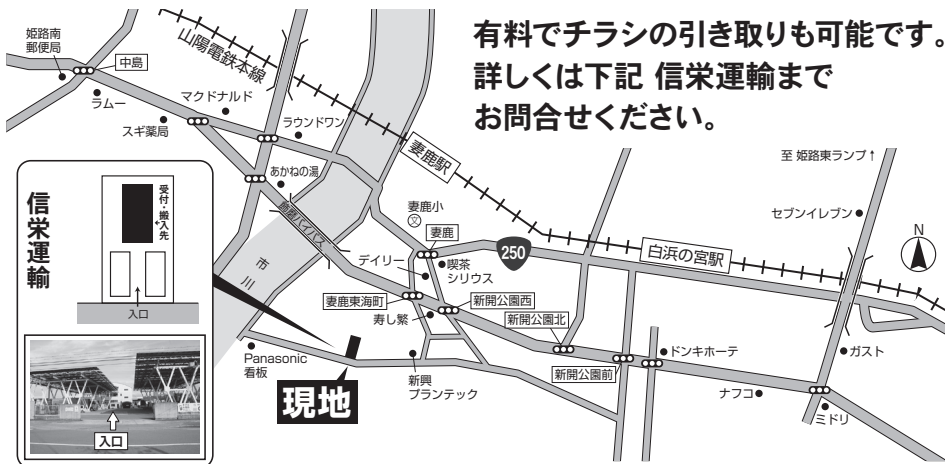 有料でチラシの引き取りも可能です。
詳しくは下記 信栄運輸まで
お問合せください。
姫路南
郵便局
中島
ラムー
スギ薬局
マクドナルド
山陽電鉄本線
ラウンドワン
あかねの湯
飾磨バイパス
市川
妻鹿駅
妻鹿小
文
妻鹿
デイリー
喫茶
シリウス
250
妻鹿東海町
寿し繁
新開公園西
新開公園北
新開公園前
白浜の宮駅
至 姫路東ランプ↑
セブンイレブン
N
ドンキホーテ
ガスト
ナフコ
ミドリ
Panasonic
看板
現地
新興
プランテック
信栄運輸
受付・搬入先
入口
入口